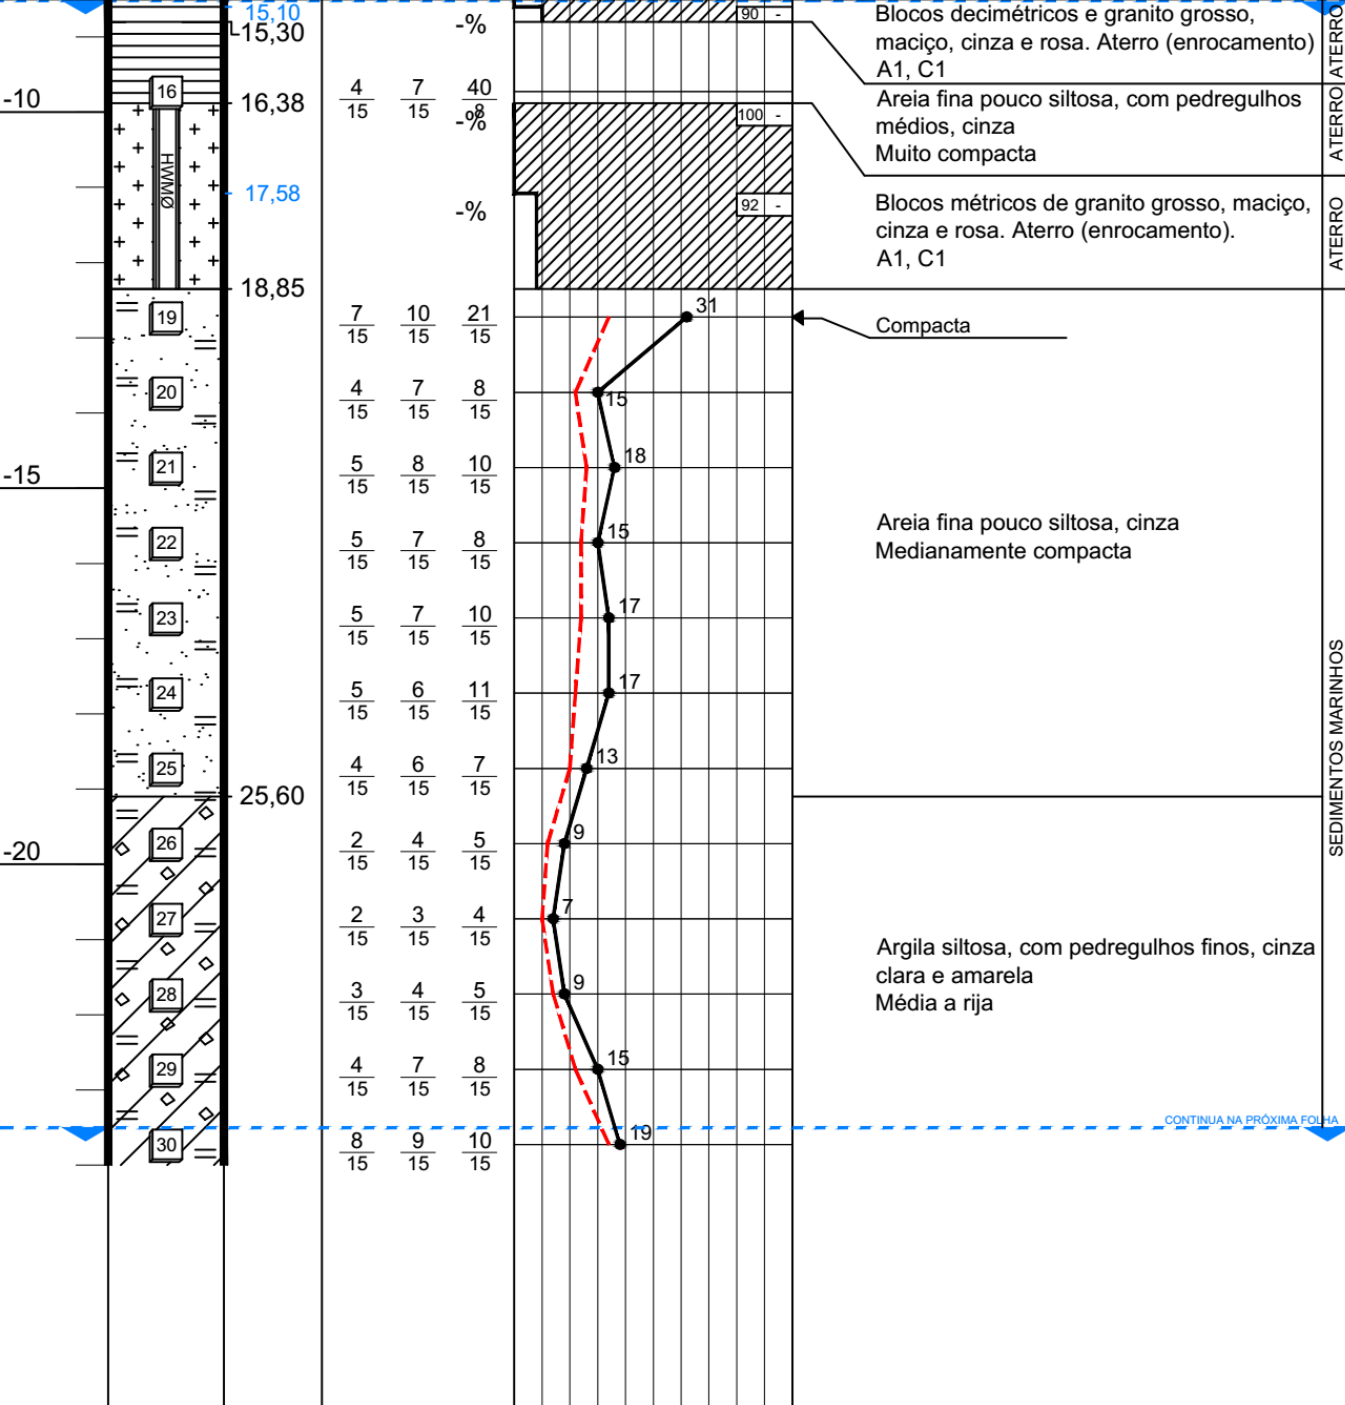 15,10
15,30
-%
90 -
Blocos decimétricos e granito grosso,
maciço, cinza e rosa. Aterro (enrocamento)
A1, C1
ATERRO
-10
16
16,38
4 7 40
15 15 8
-%
100 -
Areia fina pouco siltosa, com pedregulhos
médios, cinza
Muito compacta
ATERRO
HWMØ
17,58
-%
92 -
Blocos métricos de granito grosso, maciço,
cinza e rosa. Aterro (enrocamento).
A1, C1
ATERRO
18,85
19
7 10 21
15 15 15
31
Compacta
20
4 7 8
15 15 15
15
-15
21
5 8 10
15 15 15
18
22
5 7 8
15 15 15
15
Areia fina pouco siltosa, cinza
Medianamente compacta
23
5 7 10
15 15 15
17
24
5 6 11
15 15 15
17
25
4 6 7
15 15 15
13
25,60
SEDIMENTOS MARINHOS
-20
26
2 4 5
15 15 15
9
27
2 3 4
15 15 15
7
Argila siltosa, com pedregulhos finos, cinza
clara e amarela
Média a rija
28
3 4 5
15 15 15
9
29
4 7 8
15 15 15
15
CONTINUA NA PRÓXIMA FOLHA
30
8 9 10
15 15 15
19